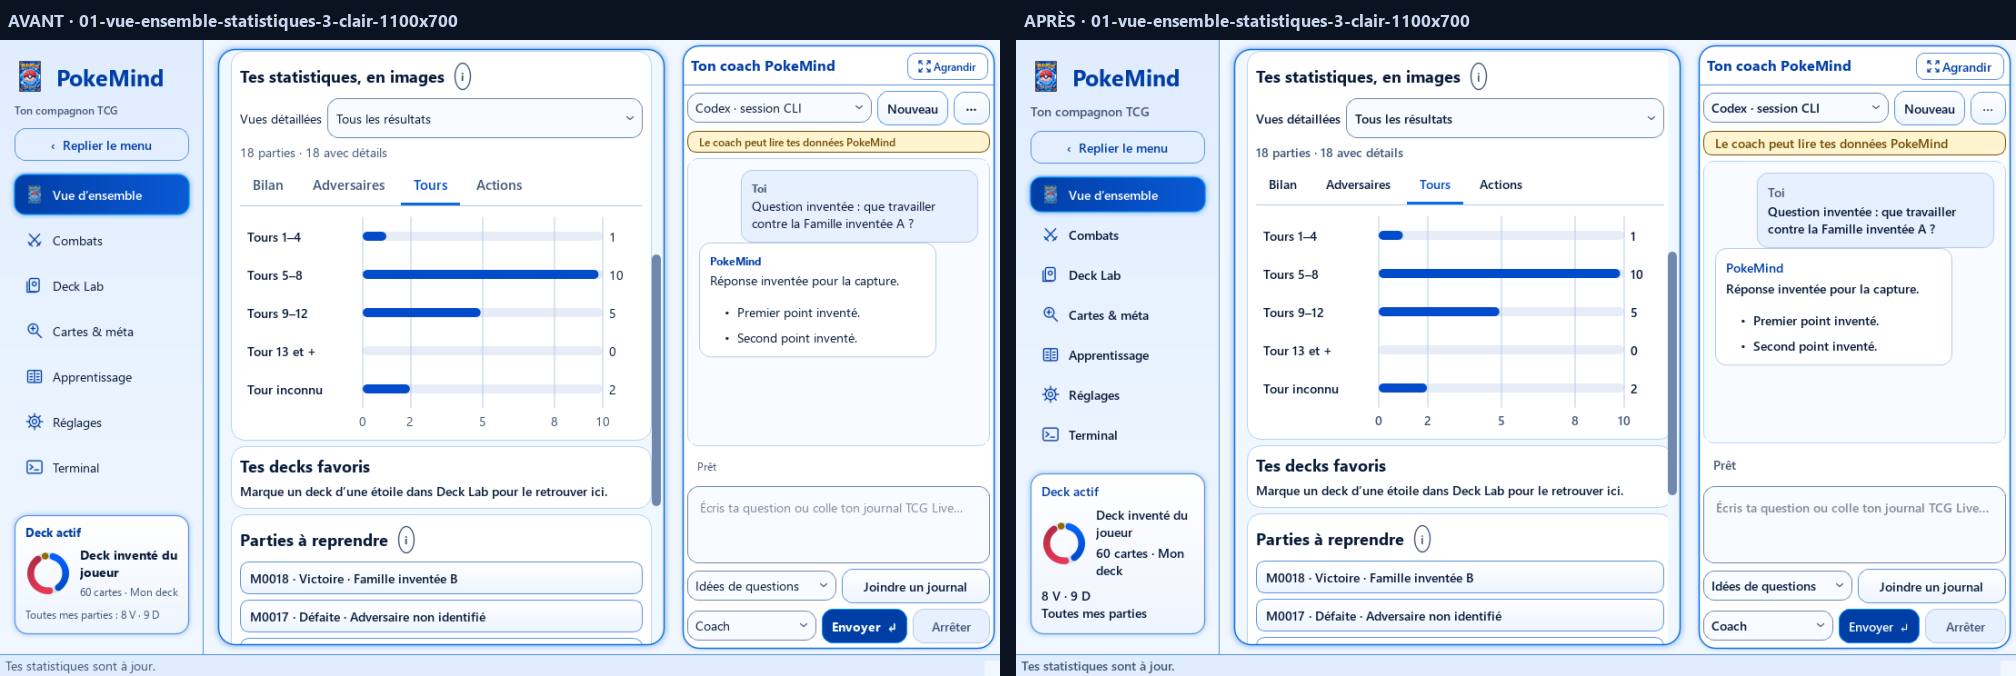 AVANT · 01-vue-ensemble-statistiques-3-clair-1100x700
PokeMind
Ton compagnon TCG
‹ Replier le menu
Vue d'ensemble
Combats
Deck Lab
Cartes & méta
Apprentissage
Réglages
Terminal
Deck actif
Deck inventé du
joueur
60 cartes · Mon deck
Toutes mes parties : 8 V · 9 D
Tes statistiques, en images i
Vues détaillées Tous les résultats
18 parties · 18 avec détails
Bilan Adversaires Tours Actions
Tours 1–4 1
Tours 5–8 10
Tours 9–12 5
Tour 13 et + 0
Tour inconnu 2
0 2 5 8 10
Tes decks favoris
Marque un deck d'une étoile dans Deck Lab pour le retrouver ici.
Parties à reprendre i
M0018 · Victoire · Famille inventée B
M0017 · Défaite · Adversaire non identifié
Ton coach PokeMind Agrandir
Codex · session CLI Nouveau ...
Le coach peut lire tes données PokeMind
Toi
Question inventée : que travailler
contre la Famille inventée A ?
PokeMind
Réponse inventée pour la capture.
• Premier point inventé.
• Second point inventé.
Prêt
Écris ta question ou colle ton journal TCG Live...
Idées de questions Joindre un journal
Coach Envoyer ↲ Arrêter
Tes statistiques sont à jour.
APRÈS · 01-vue-ensemble-statistiques-3-clair-1100x700
PokeMind
Ton compagnon TCG
‹ Replier le menu
Vue d'ensemble
Combats
Deck Lab
Cartes & méta
Apprentissage
Réglages
Terminal
Deck actif
Deck inventé du
joueur
60 cartes · Mon
deck
8 V · 9 D
Toutes mes parties
Tes statistiques, en images i
Vues détaillées Tous les résultats
18 parties · 18 avec détails
Bilan Adversaires Tours Actions
Tours 1–4 1
Tours 5–8 10
Tours 9–12 5
Tour 13 et + 0
Tour inconnu 2
0 2 5 8 10
Tes decks favoris
Marque un deck d'une étoile dans Deck Lab pour le retrouver ici.
Parties à reprendre i
M0018 · Victoire · Famille inventée B
M0017 · Défaite · Adversaire non identifié
Ton coach PokeMind Agrandir
Codex · session CLI Nouveau ...
Le coach peut lire tes données PokeMind
Toi
Question inventée : que travailler
contre la Famille inventée A ?
PokeMind
Réponse inventée pour la capture.
• Premier point inventé.
• Second point inventé.
Prêt
Écris ta question ou colle ton journal TCG Live...
Idées de questions Joindre un journal
Coach Envoyer ↲ Arrêter
Tes statistiques sont à jour.